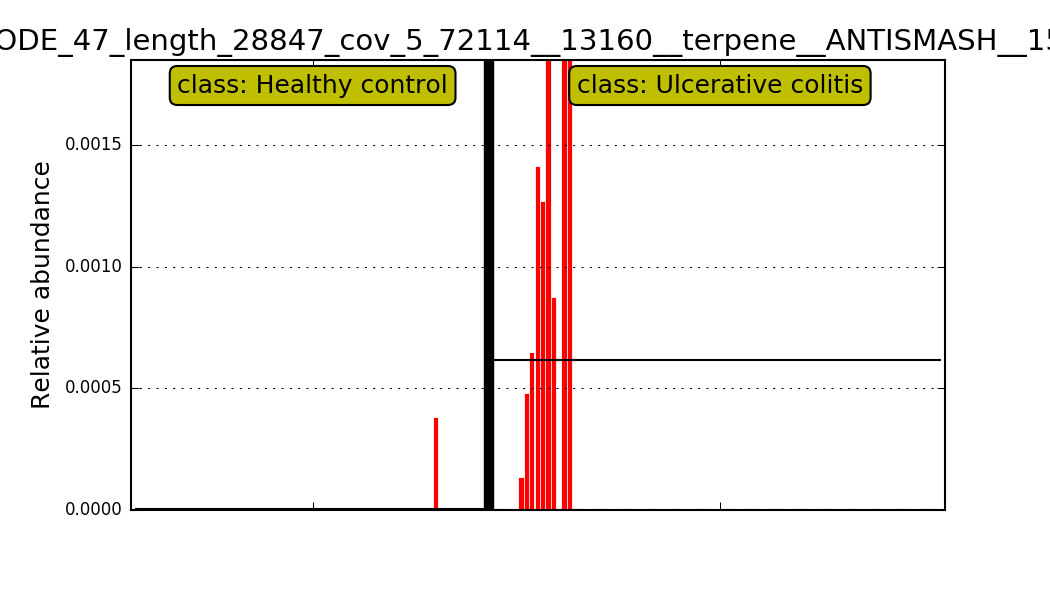 ODE_47_length_28847_cov_5_72114__13160__terpene__ANTISMASH__15
class: Healthy control
class: Ulcerative colitis
Relative abundance
0.0015
0.0010
0.0005
0.0000